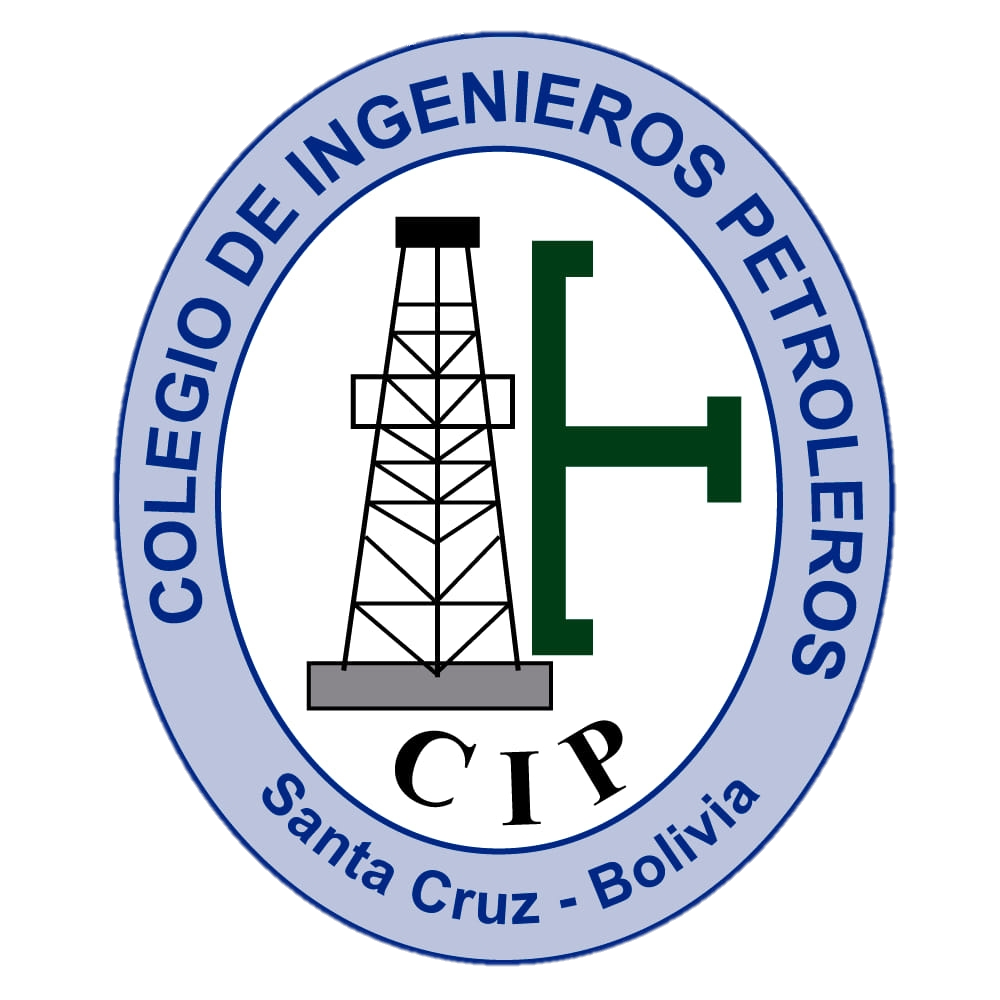 COLEGIO DE INGENIEROS PETROLEROS
CIP
Santa Cruz - Bolivia